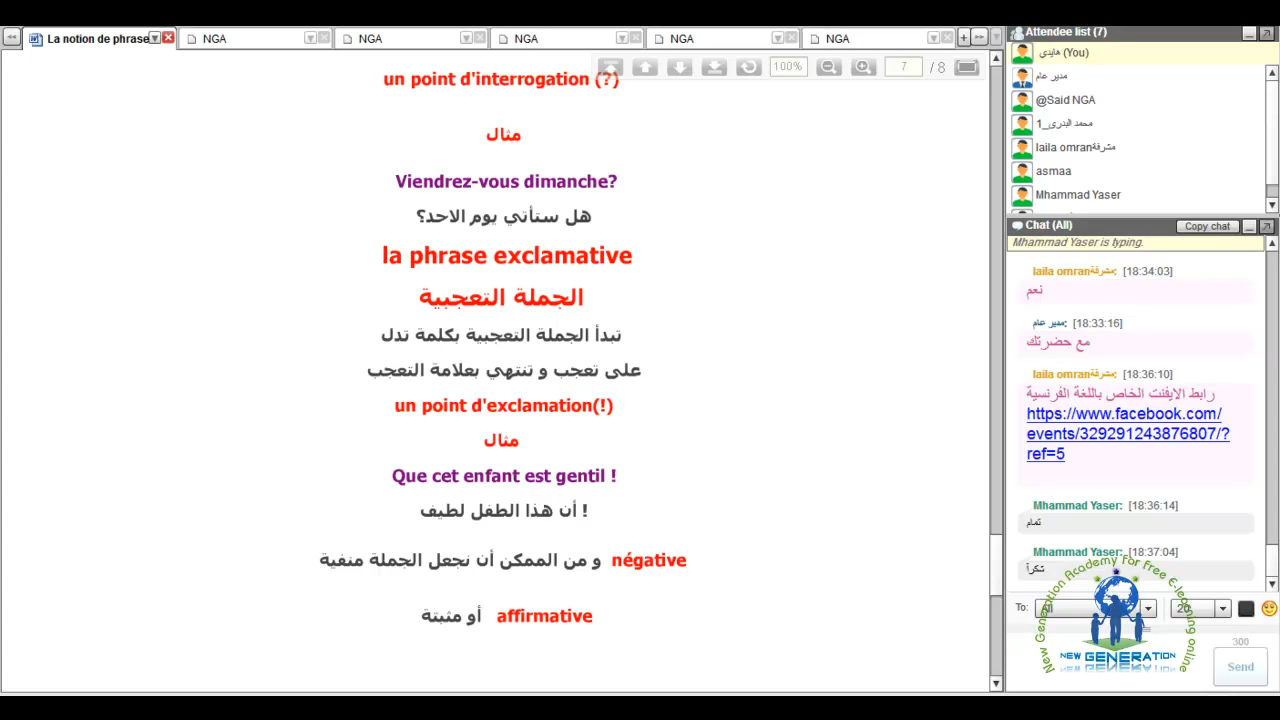 La notion de phrase
NGA
NGA
NGA
NGA
NGA
100%
7 / 8
un point d'interrogation (?)
مثال
Viendrez-vous dimanche?
هل ستأتي يوم الاحد؟
la phrase exclamative
الجملة التعجبية
تبدأ الجملة التعجبية بكلمة تدل
على تعجب و تنتهي بعلامة التعجب
un point d'exclamation(!)
مثال
Que cet enfant est gentil !
أن هذا الطفل لطيف !
و من الممكن أن نجعل الجملة منفية négative
أو مثبتة affirmative
Attendee list (7)
هايدي (You)
مدير عام
@Said NGA
محمد البدرى_1
laila omranمشرفة
asmaa
Mhammad Yaser
Chat (All)
Copy chat
Mhammad Yaser is typing.
laila omranمشرفة: [18:34:03]
نعم
مدير عام: [18:33:16]
مع حضرتك
laila omranمشرفة: [18:36:10]
رابط الايفنت الخاص باللغة الفرنسية
https://www.facebook.com/
events/329291243876807/?
ref=5
Mhammad Yaser: [18:36:14]
تمام
Mhammad Yaser: [18:37:04]
شكرآ
To:
300
Send
New Generation Academy For Free E-learning online
NEW GENERATION